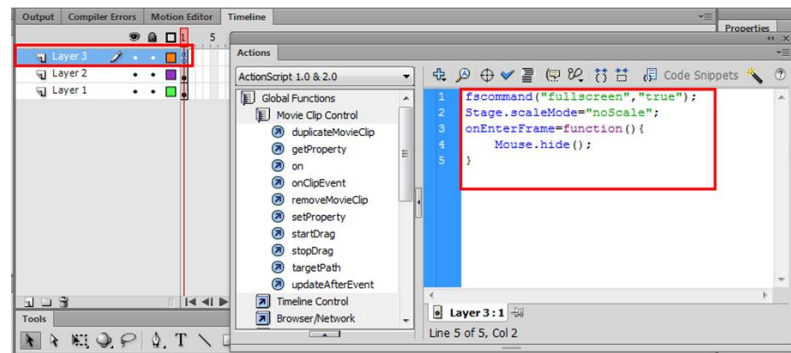 Output Compiler Errors Motion Editor Timeline
Properties
1 5
Layer 3
Layer 2
Layer 1
Actions
ActionScript 1.0 & 2.0
Code Snippets
Global Functions
Movie Clip Control
duplicateMovieClip
getProperty
on
onClipEvent
removeMovieClip
setProperty
startDrag
stopDrag
targetPath
updateAfterEvent
Timeline Control
Browser/Network
1 fscommand("fullscreen","true");
2 Stage.scaleMode="noScale";
3 onEnterFrame=function(){
4 Mouse.hide();
5 }
Layer 3 : 1
Line 5 of 5, Col 2
Tools
T